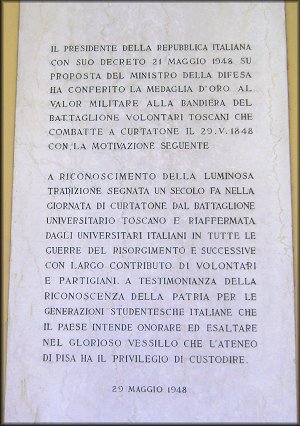 IL PRESIDENTE DELLA REPUBBLICA ITALIANA
CON SUO DECRETO 21 MAGGIO 1948 SU
PROPOSTA DEL MINISTRO DELLA DIFESA
HA CONFERITO LA MEDAGLIA D'ORO AL
VALOR MILITARE ALLA BANDIERA DEL
BATTAGLIONE VOLONTARI TOSCANI CHE
COMBATTE A CURTATONE IL 29.V.1848
CON LA MOTIVAZIONE SEGUENTE
A RICONOSCIMENTO DELLA LUMINOSA
TRADIZIONE SEGNATA UN SECOLO FA NELLA
GIORNATA DI CURTATONE DAL BATTAGLIONE
UNIVERSITARIO TOSCANO E RIAFFERMATA
DAGLI UNIVERSITARI ITALIANI IN TUTTE LE
GUERRE DEL RISORGIMENTO E SUCCESSIVE
CON LARGO CONTRIBUTO DI VOLONTARI
E PARTIGIANI. A TESTIMONIANZA DELLA
RICONOSCENZA DELLA PATRIA PER LE
GENERAZIONI STUDENTESCHE ITALIANE CHE
IL PAESE INTENDE ONORARE ED ESALTARE
NEL GLORIOSO VESSILLO CHE L'ATENEO
DI PISA HA IL PRIVILEGIO DI CUSTODIRE.
29 MAGGIO 1948